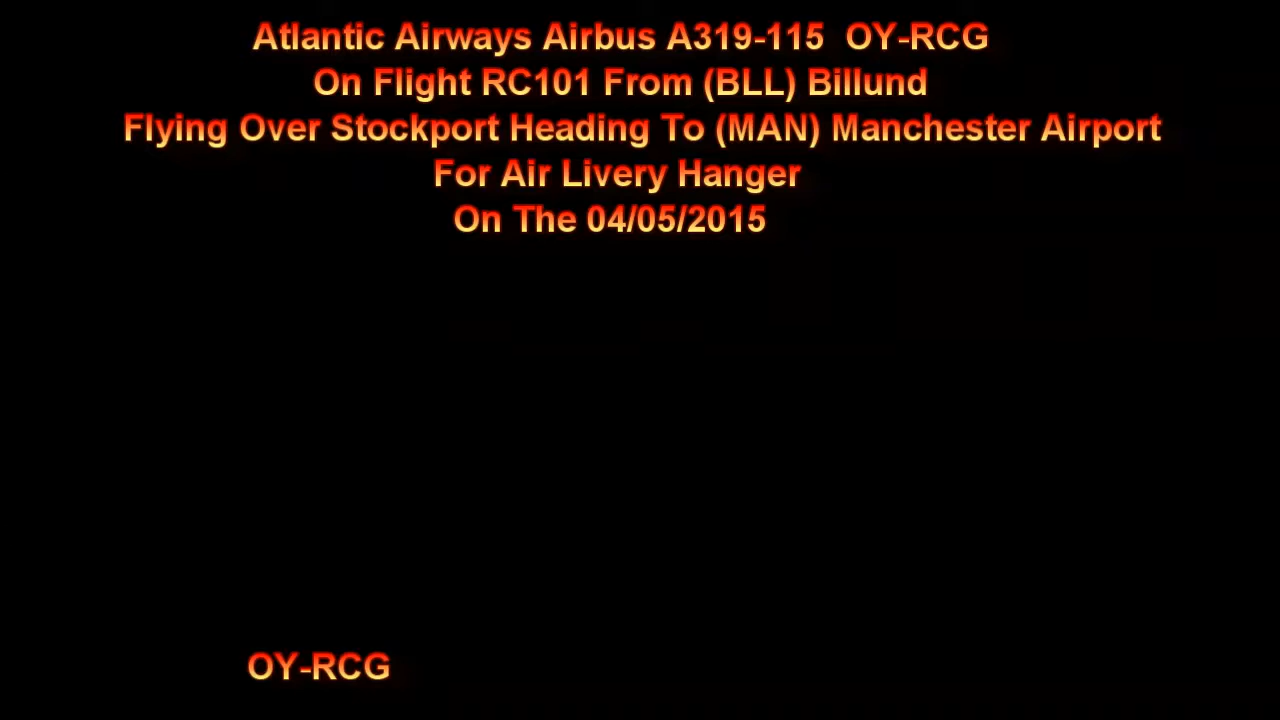 Atlantic Airways Airbus A319-115 OY-RCG
On Flight RC101 From (BLL) Billund
Flying Over Stockport Heading To (MAN) Manchester Airport
For Air Livery Hanger
On The 04/05/2015
OY-RCG